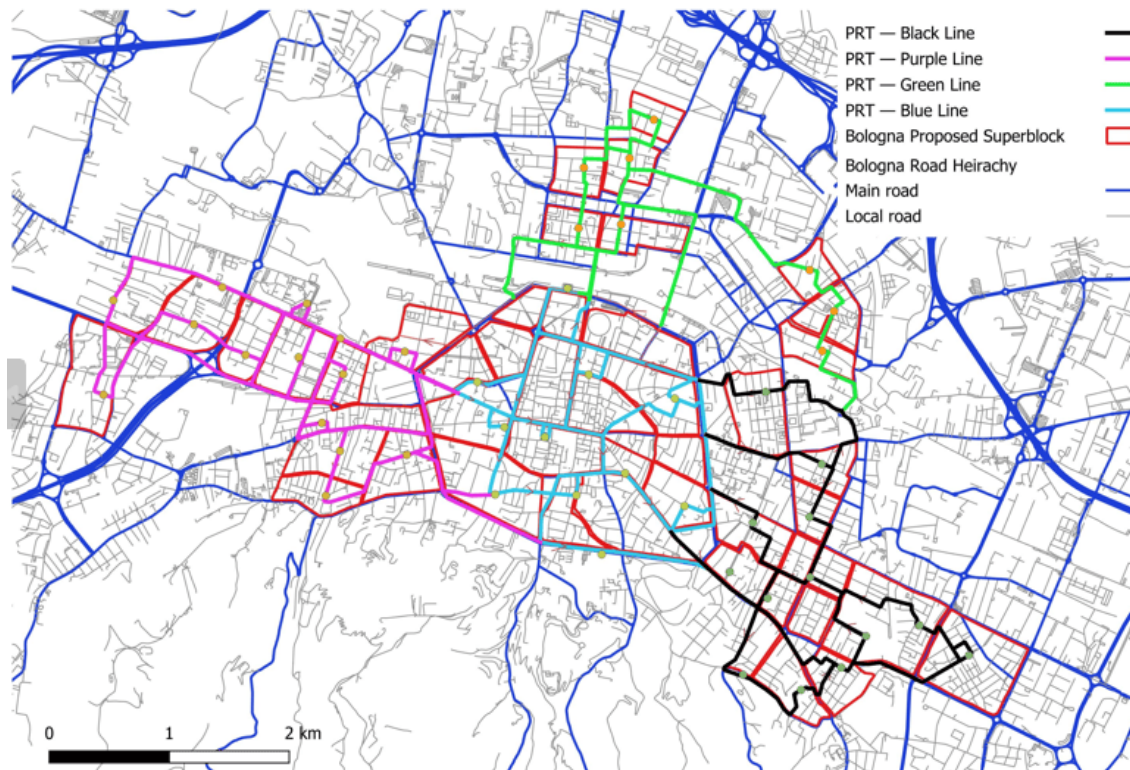 PRT — Black Line
PRT — Purple Line
PRT — Green Line
PRT — Blue Line
Bologna Proposed Superblock
Bologna Road Heirachy
Main road
Local road
0 1 2 km